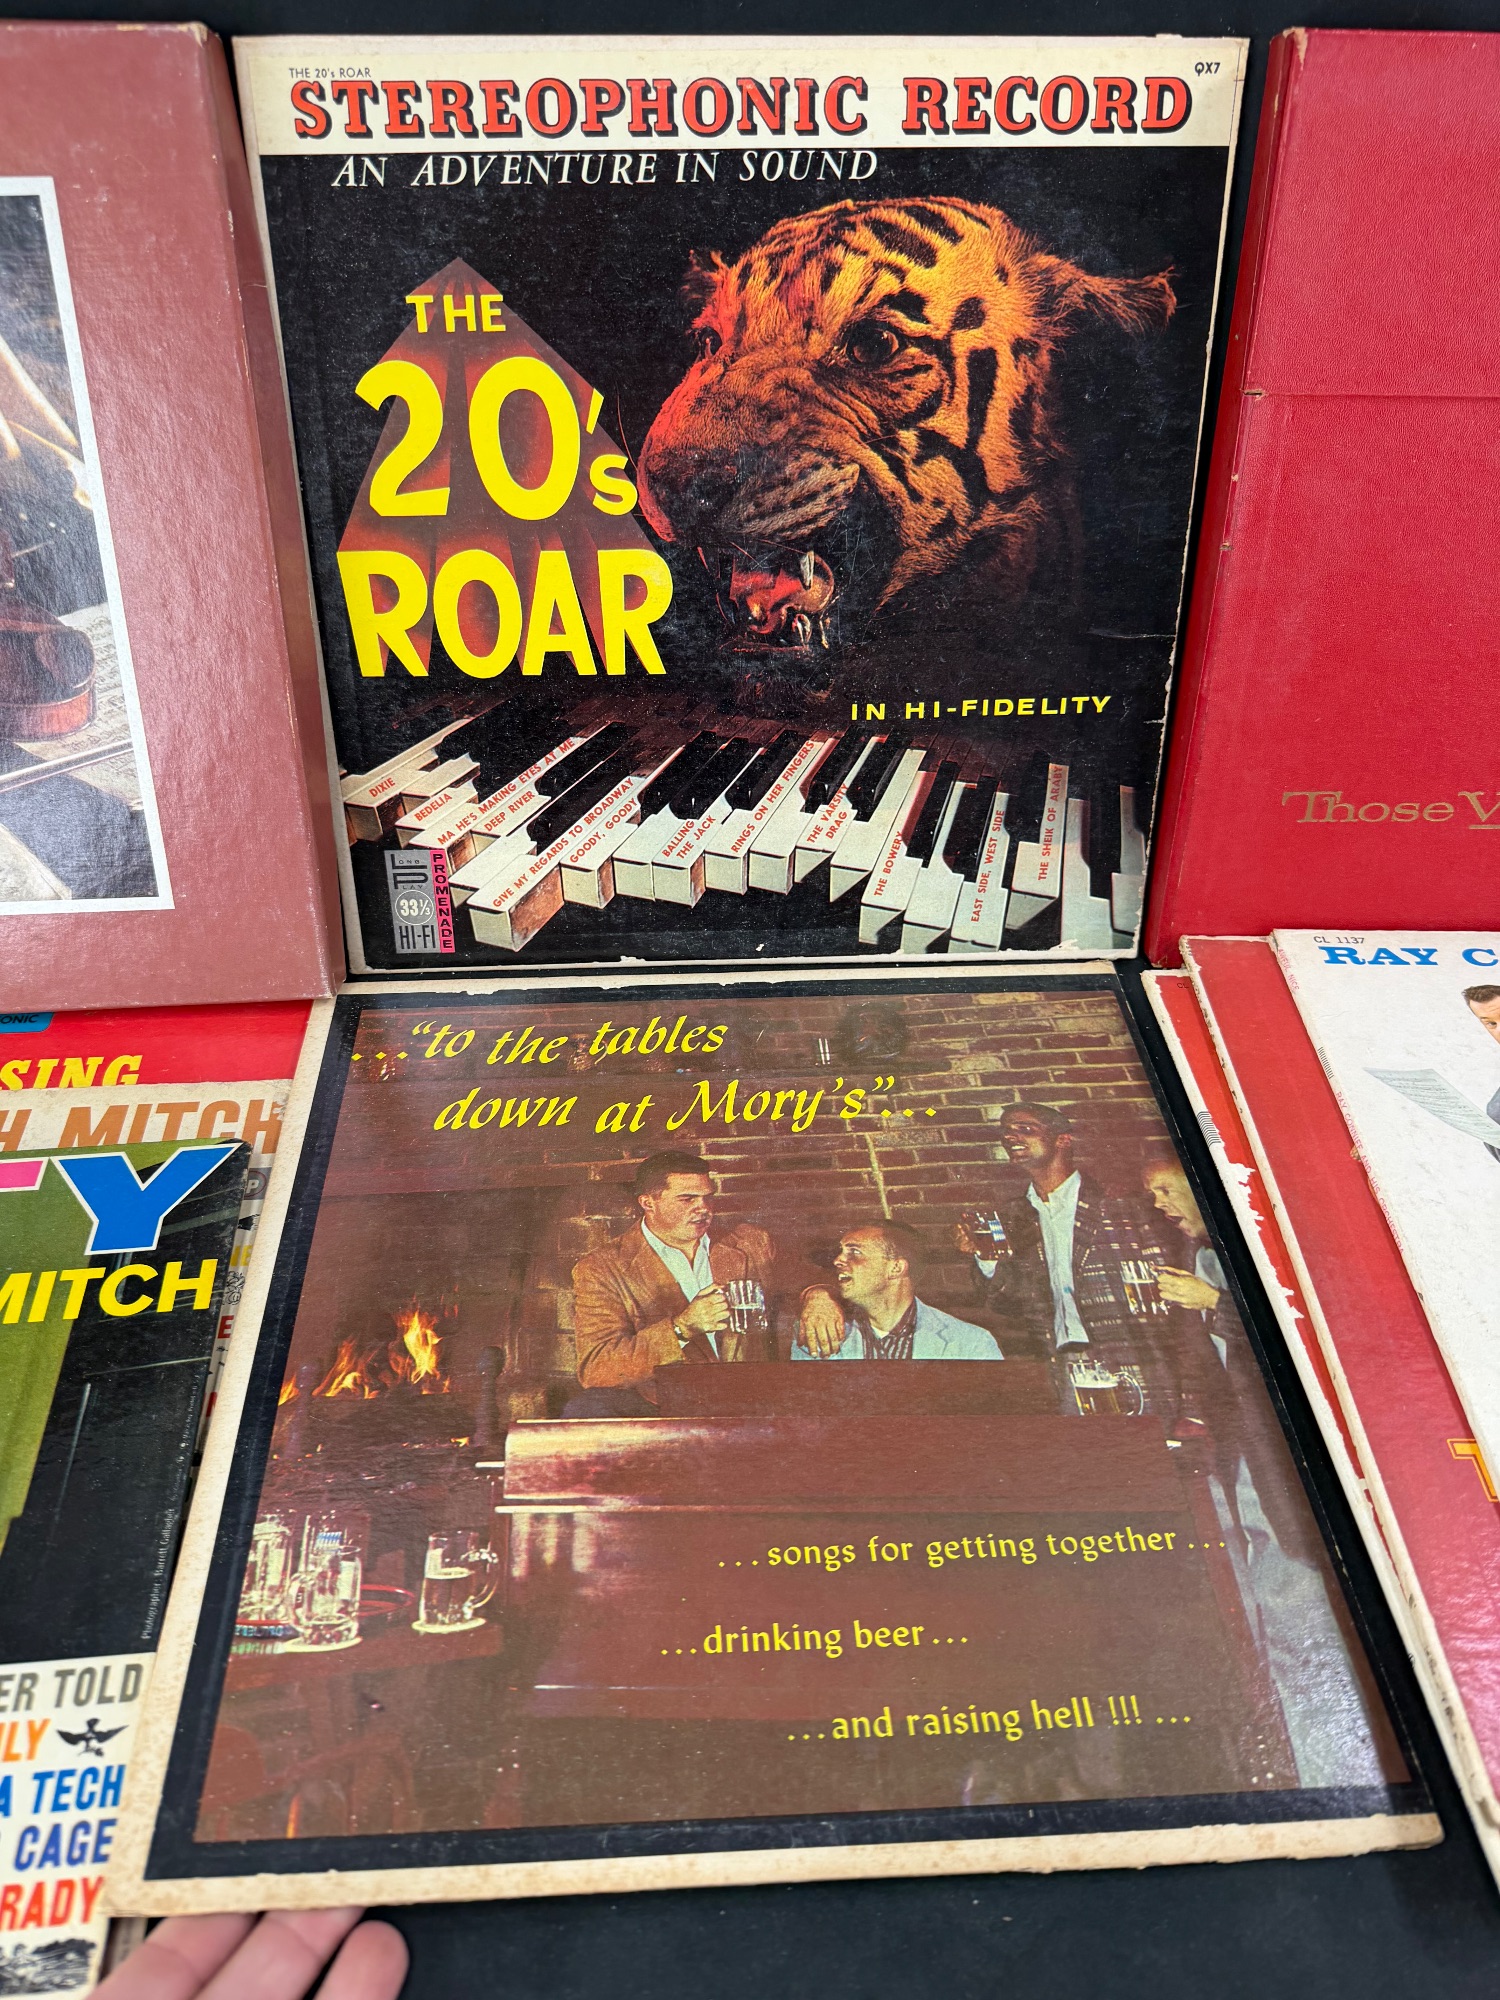 THE 20's ROAR
QX7
STEREOPHONIC RECORD
AN ADVENTURE IN SOUND
THE
20's
ROAR
IN HI-FIDELITY
DIXIE
BEDELIA
MA HE'S MAKING EYES AT ME
DEEP RIVER
GIVE MY REGARDS TO BROADWAY
GOODY, GOODY
BALLING
THE JACK
RINGS ON HER FINGERS
THE VARSITY
DRAG
THE BOWERY
EAST SIDE, WEST SIDE
THE SHEIK OF ARABY
LONG
PLAY
33⅓
HI-FI
PROMENADE
Those
CL 1137
RAY C
ONIC
SING
H MITCH
TY
MITCH
ER TOLD
LY
A TECH
CAGE
RADY
..."to the tables
down at Mory's"...
...songs for getting together...
...drinking beer...
...and raising hell !!! ...